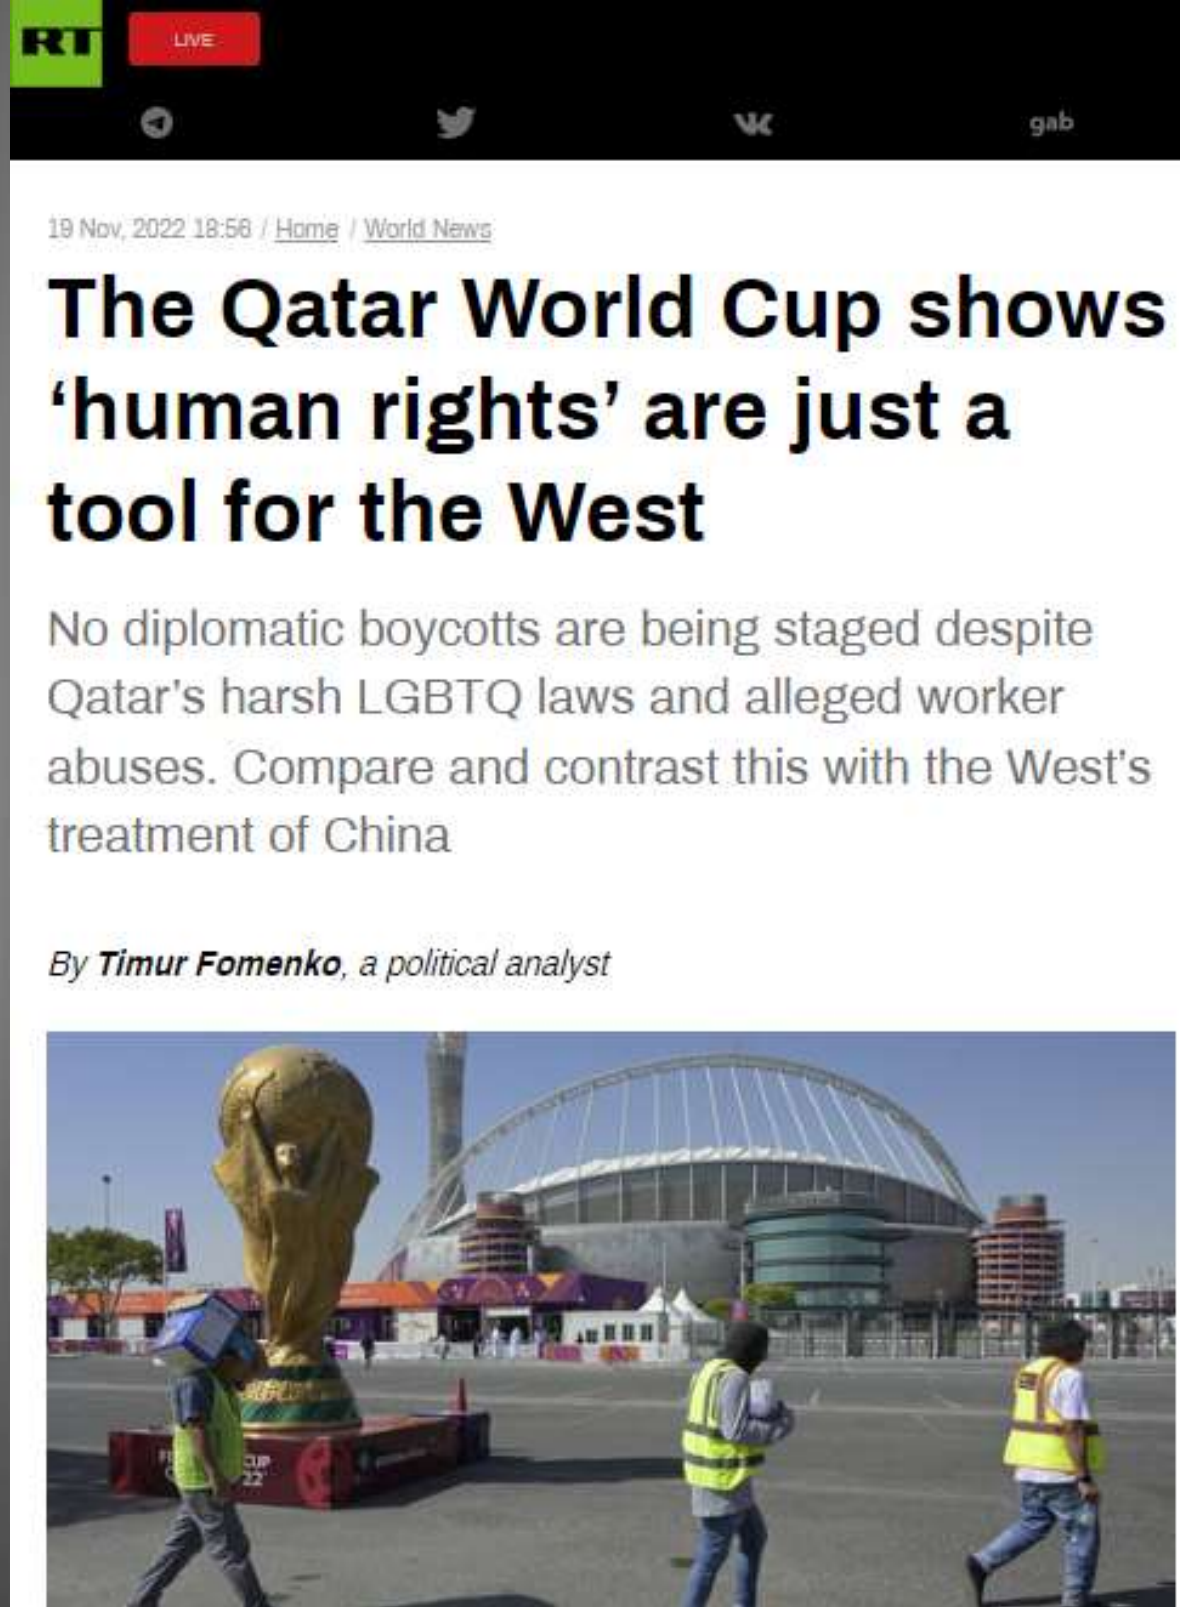 RT
LIVE
gab
19 Nov, 2022 18:56 / Home / World News
The Qatar World Cup shows
‘human rights’ are just a
tool for the West
No diplomatic boycotts are being staged despite
Qatar’s harsh LGBTQ laws and alleged worker
abuses. Compare and contrast this with the West’s
treatment of China
By Timur Fomenko, a political analyst
CUP
22